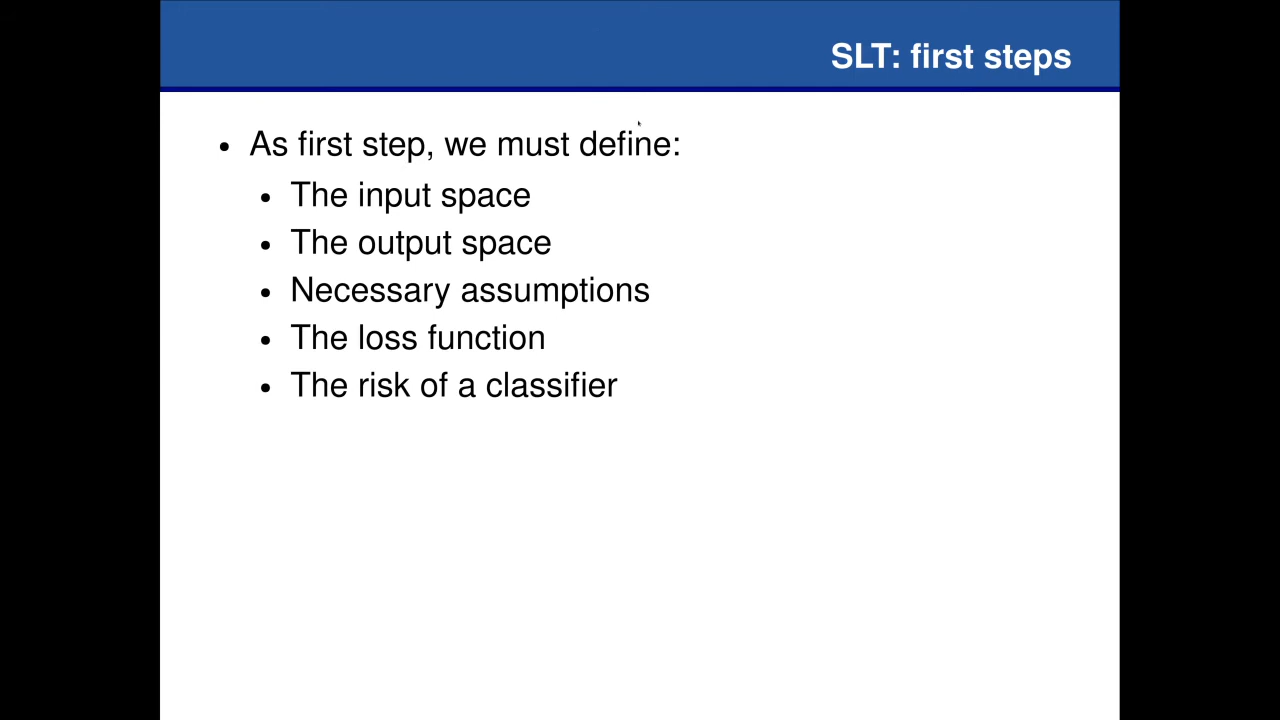 SLT: first steps
• As first step, we must define:
• The input space
• The output space
• Necessary assumptions
• The loss function
• The risk of a classifier